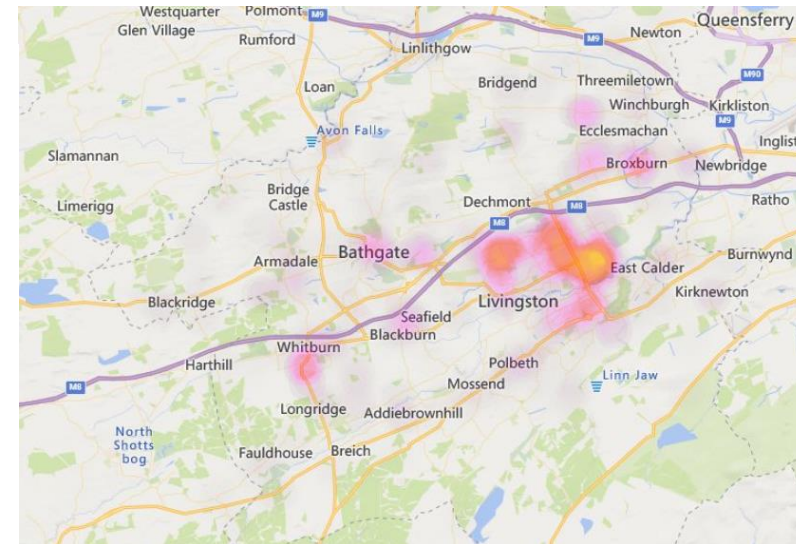 Westquarter
Polmont
Queensferry
M9
Glen Village
Newton
Rumford
M9
Linlithgow
M90
Loan
Bridgend
Threemiletown
Winchburgh
Kirkliston
M9
Avon Falls
Ecclesmachan
Inglist
Slamannan
Broxburn
Newbridge
Bridge
Castle
Limerigg
Dechmont
M8
Ratho
M8
Bathgate
Burnwynd
Armadale
East Calder
Kirknewton
Blackridge
Livingston
Seafield
Blackburn
Whitburn
Harthill
Polbeth
Linn Jaw
M8
Mossend
Longridge
Addiebrownhill
North
Shotts
bog
Fauldhouse
Breich